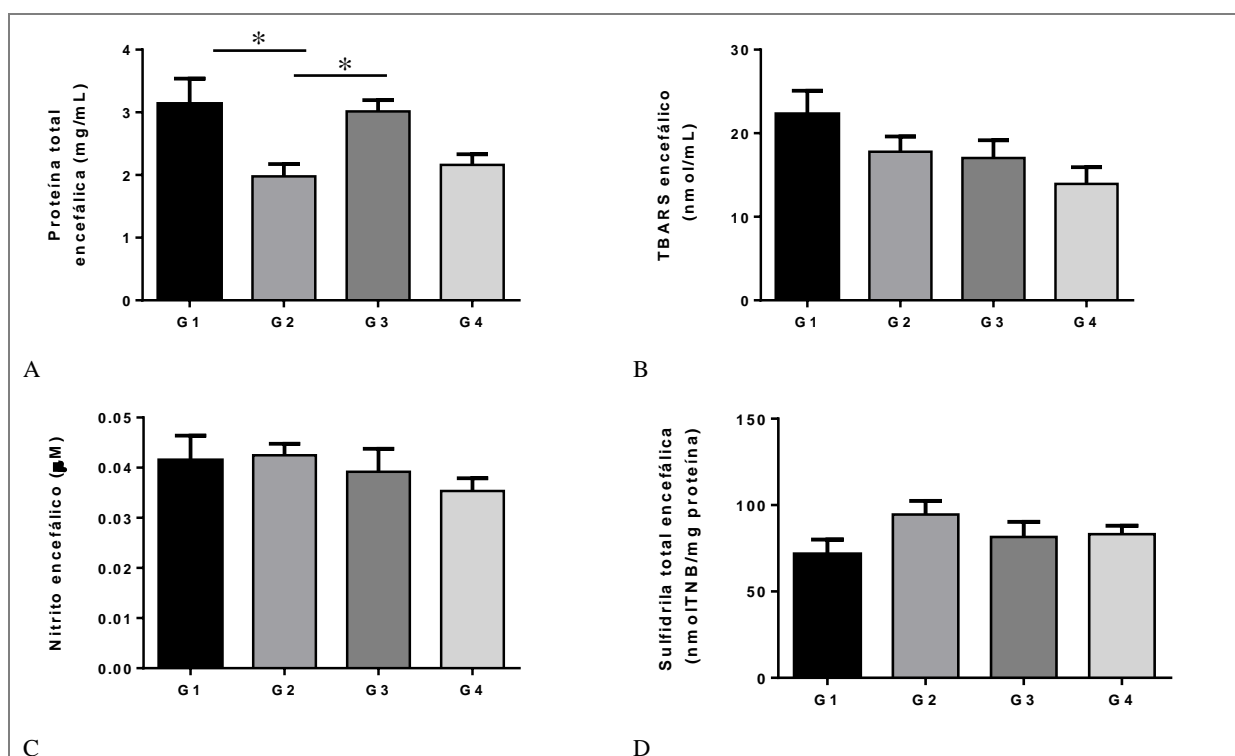 Proteína total
encefálica (mg/mL)
4
3
2
1
0
*
*
G1 G2 G3 G4
A
TBARS encefálico
(nmol/mL)
30
20
10
0
G1 G2 G3 G4
B
Nitrito encefálico (µM)
0.05
0.04
0.03
0.02
0.01
0.00
G1 G2 G3 G4
C
Sulfidrila total encefálica
(nmolTNB/mg proteína)
150
100
50
0
G1 G2 G3 G4
D